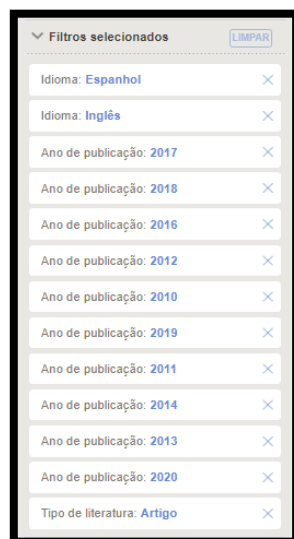 Filtros selecionados LIMPAR
Idioma: Espanhol
Idioma: Inglês
Ano de publicação: 2017
Ano de publicação: 2018
Ano de publicação: 2016
Ano de publicação: 2012
Ano de publicação: 2010
Ano de publicação: 2019
Ano de publicação: 2011
Ano de publicação: 2014
Ano de publicação: 2013
Ano de publicação: 2020
Tipo de literatura: Artigo